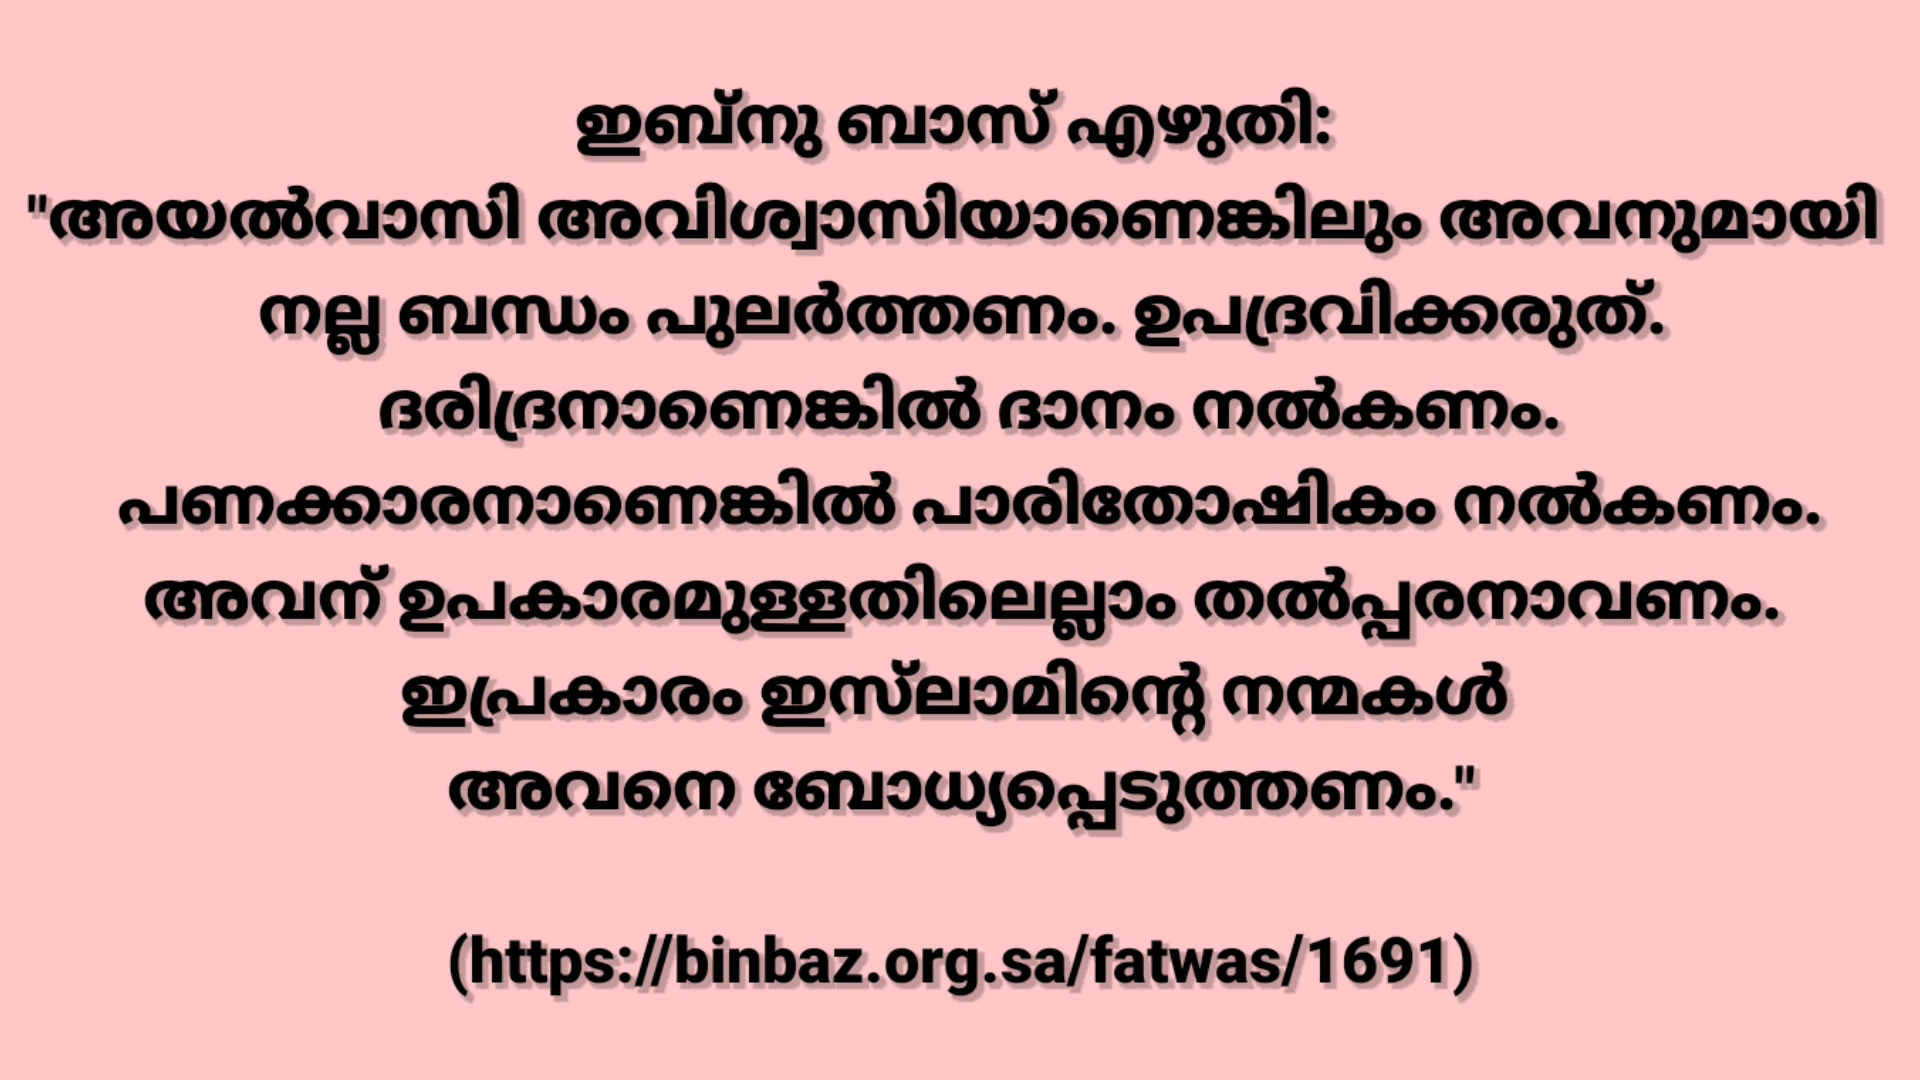 ഇബ്നു ബാസ് എഴുതി:
"അയൽവാസി അവിശ്വാസിയാണെങ്കിലും അവനുമായി
നല്ല ബന്ധം പുലർത്തണം. ഉപദ്രവിക്കരുത്.
ദരിദ്രനാണെങ്കിൽ ദാനം നൽകണം.
പണക്കാരനാണെങ്കിൽ പാരിതോഷികം നൽകണം.
അവന് ഉപകാരമുള്ളതിലെല്ലാം തൽപ്പരനാവണം.
ഇപ്രകാരം ഇസ്‌ലാമിന്റെ നന്മകൾ
അവനെ ബോധ്യപ്പെടുത്തണം."
(https://binbaz.org.sa/fatwas/1691)